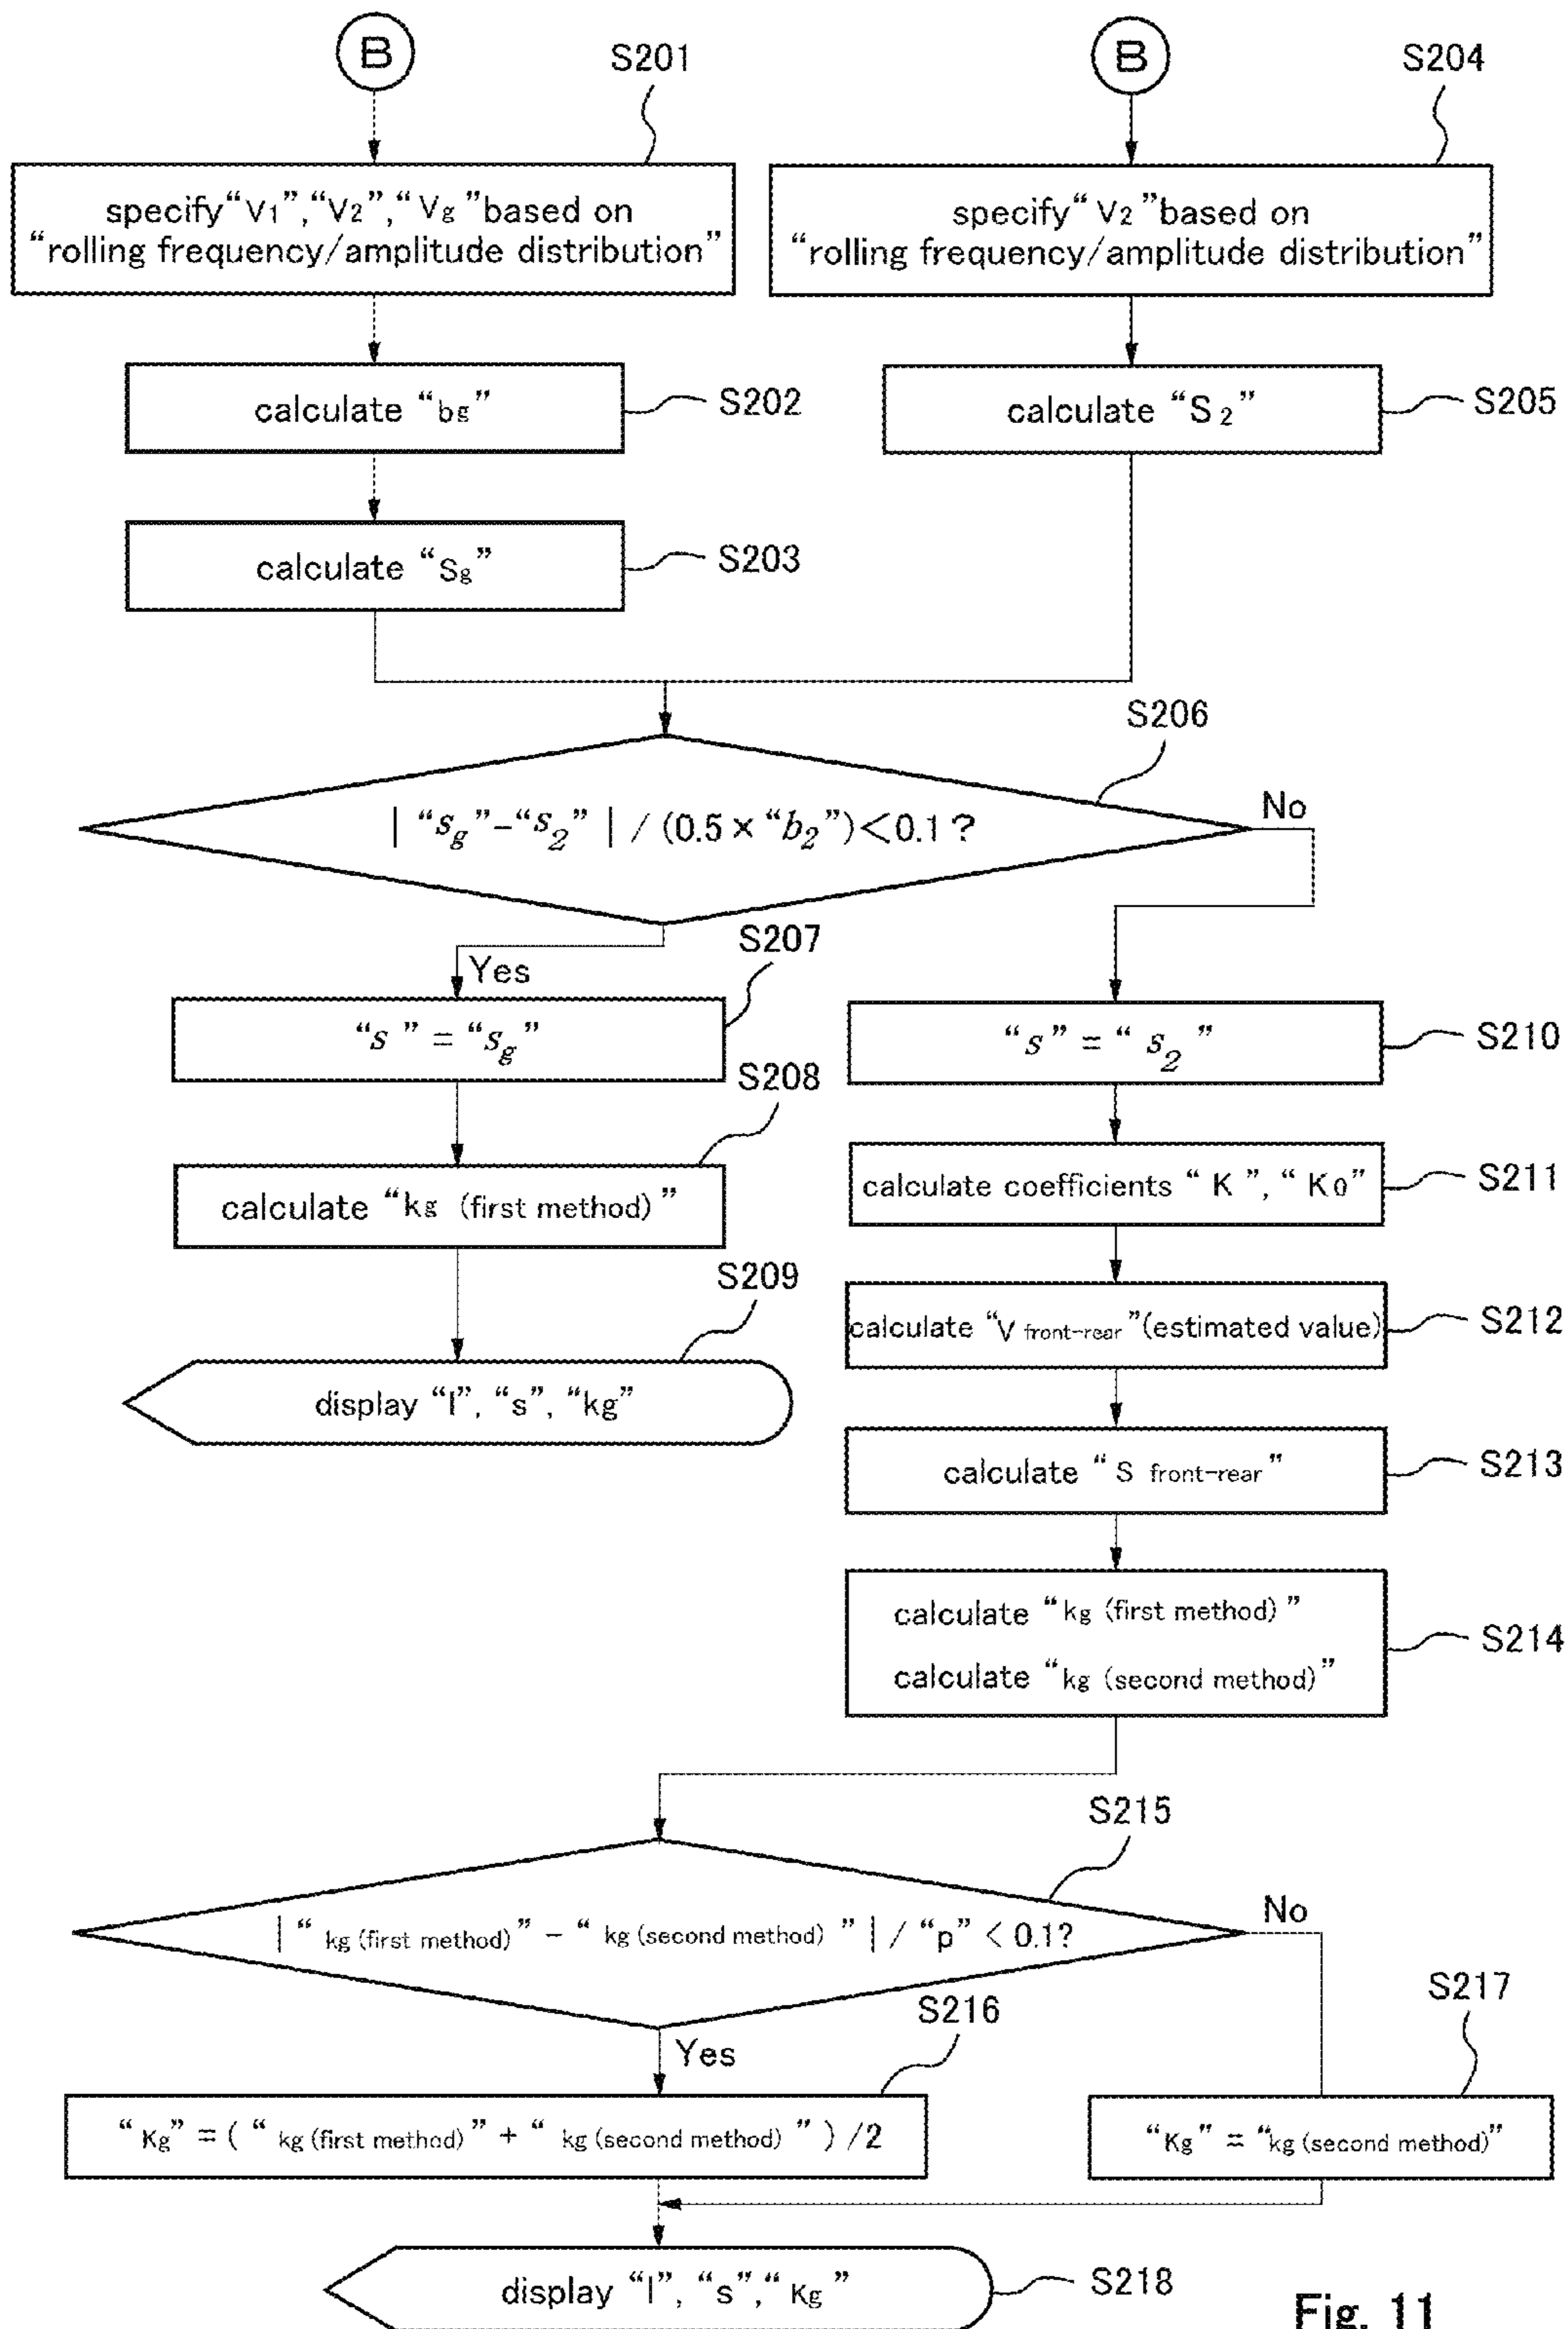 B
B
S201
S204
specify“V1”,“V2”,“Vg”based on
“rolling frequency/amplitude distribution”
specify“V2”based on
“rolling frequency/amplitude distribution”
calculate “bg”
S202
calculate “S2”
S205
calculate “Sg”
S203
S206
| “sg”-“s2” | / (0.5 × “b2”)<0.1?
No
S207
Yes
“s” = “sg”
“s” = “s2”
S210
S208
calculate “kg (first method)”
calculate coefficients “K”, “K0”
S211
S209
calculate “V front-rear”(estimated value)
S212
display “l”, “s”, “kg”
calculate “S front-rear”
S213
calculate “kg (first method)”
calculate “kg (second method)”
S214
S215
| “kg (first method)” - “kg (second method)” | / “p” < 0.1?
No
S217
S216
Yes
“Kg” = ( “kg (first method)” + “kg (second method)” ) /2
“Kg” = “kg (second method)”
display “l”, “s”,“Kg”
S218
Fig. 11